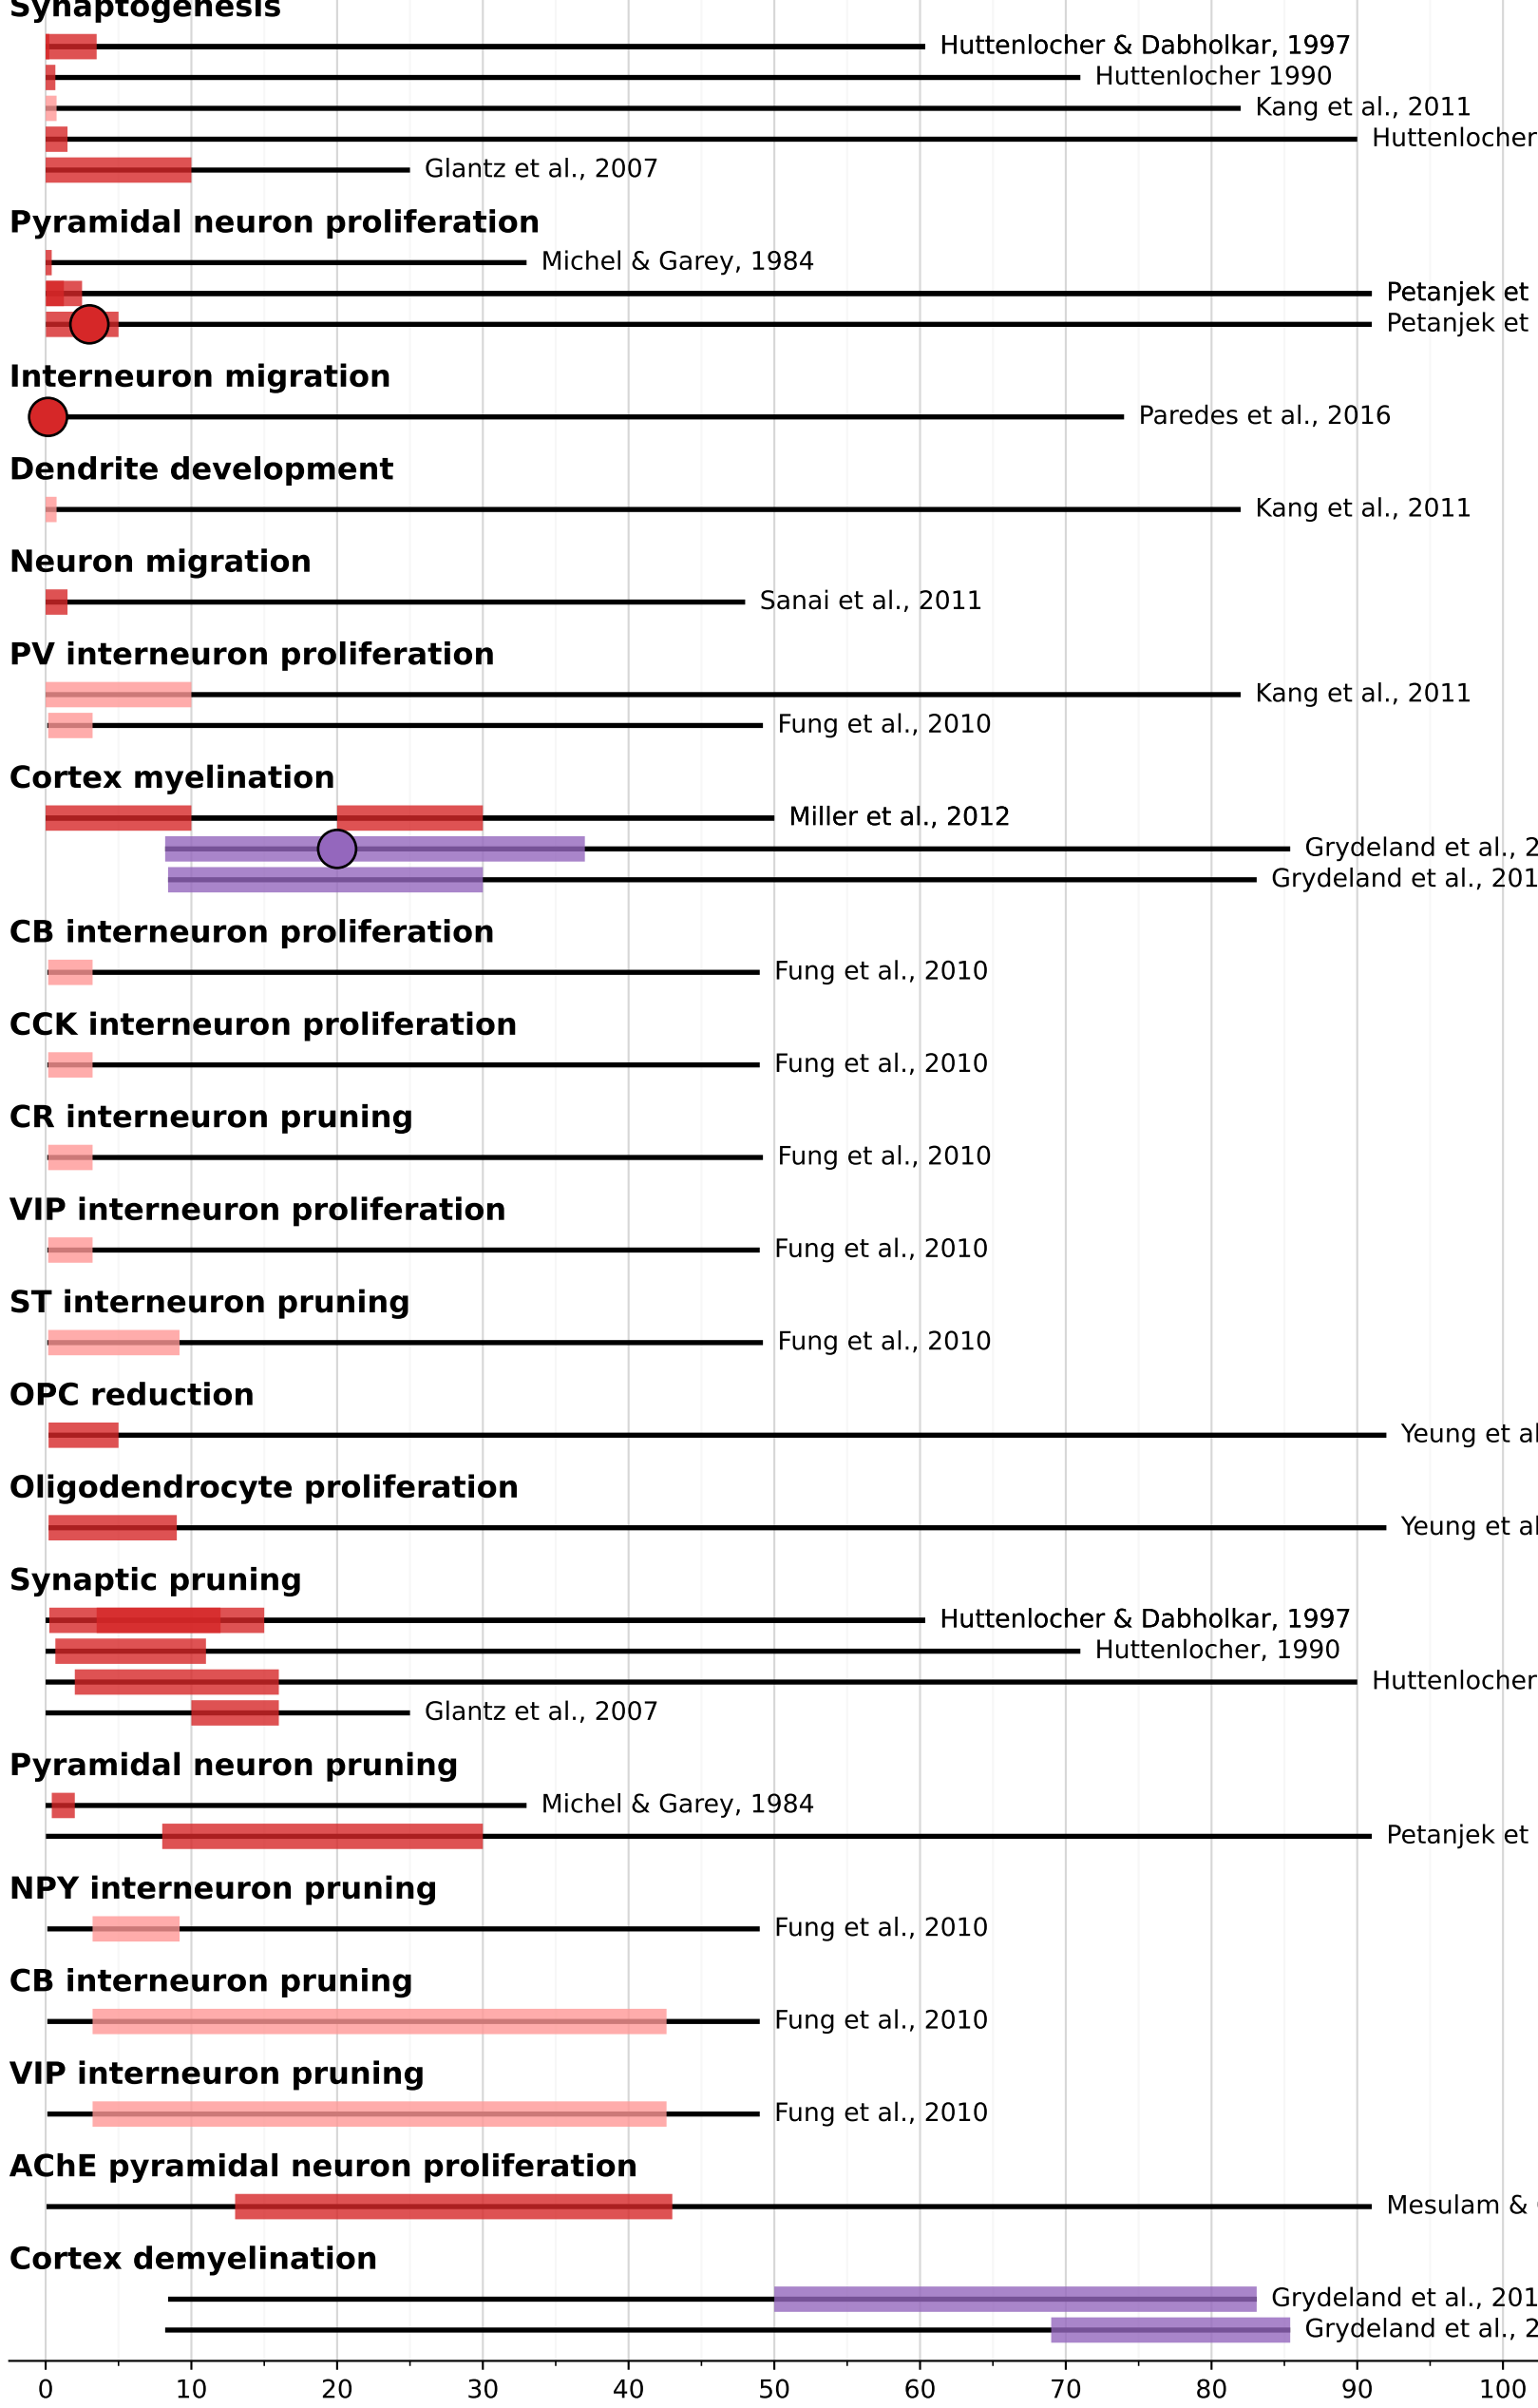 Synaptogenesis
Huttenlocher & Dabholkar, 1997
Huttenlocher 1990
Kang et al., 2011
Huttenlocher
Glantz et al., 2007
Pyramidal neuron proliferation
Michel & Garey, 1984
Petanjek et
Petanjek et
Interneuron migration
Paredes et al., 2016
Dendrite development
Kang et al., 2011
Neuron migration
Sanai et al., 2011
PV interneuron proliferation
Kang et al., 2011
Fung et al., 2010
Cortex myelination
Miller et al., 2012
Grydeland et al., 2
Grydeland et al., 201
CB interneuron proliferation
Fung et al., 2010
CCK interneuron proliferation
Fung et al., 2010
CR interneuron pruning
Fung et al., 2010
VIP interneuron proliferation
Fung et al., 2010
ST interneuron pruning
Fung et al., 2010
OPC reduction
Yeung et al
Oligodendrocyte proliferation
Yeung et al
Synaptic pruning
Huttenlocher & Dabholkar, 1997
Huttenlocher, 1990
Huttenlocher
Glantz et al., 2007
Pyramidal neuron pruning
Michel & Garey, 1984
Petanjek et
NPY interneuron pruning
Fung et al., 2010
CB interneuron pruning
Fung et al., 2010
VIP interneuron pruning
Fung et al., 2010
AChE pyramidal neuron proliferation
Mesulam &
Cortex demyelination
Grydeland et al., 201
Grydeland et al., 2
0 10 20 30 40 50 60 70 80 90 100